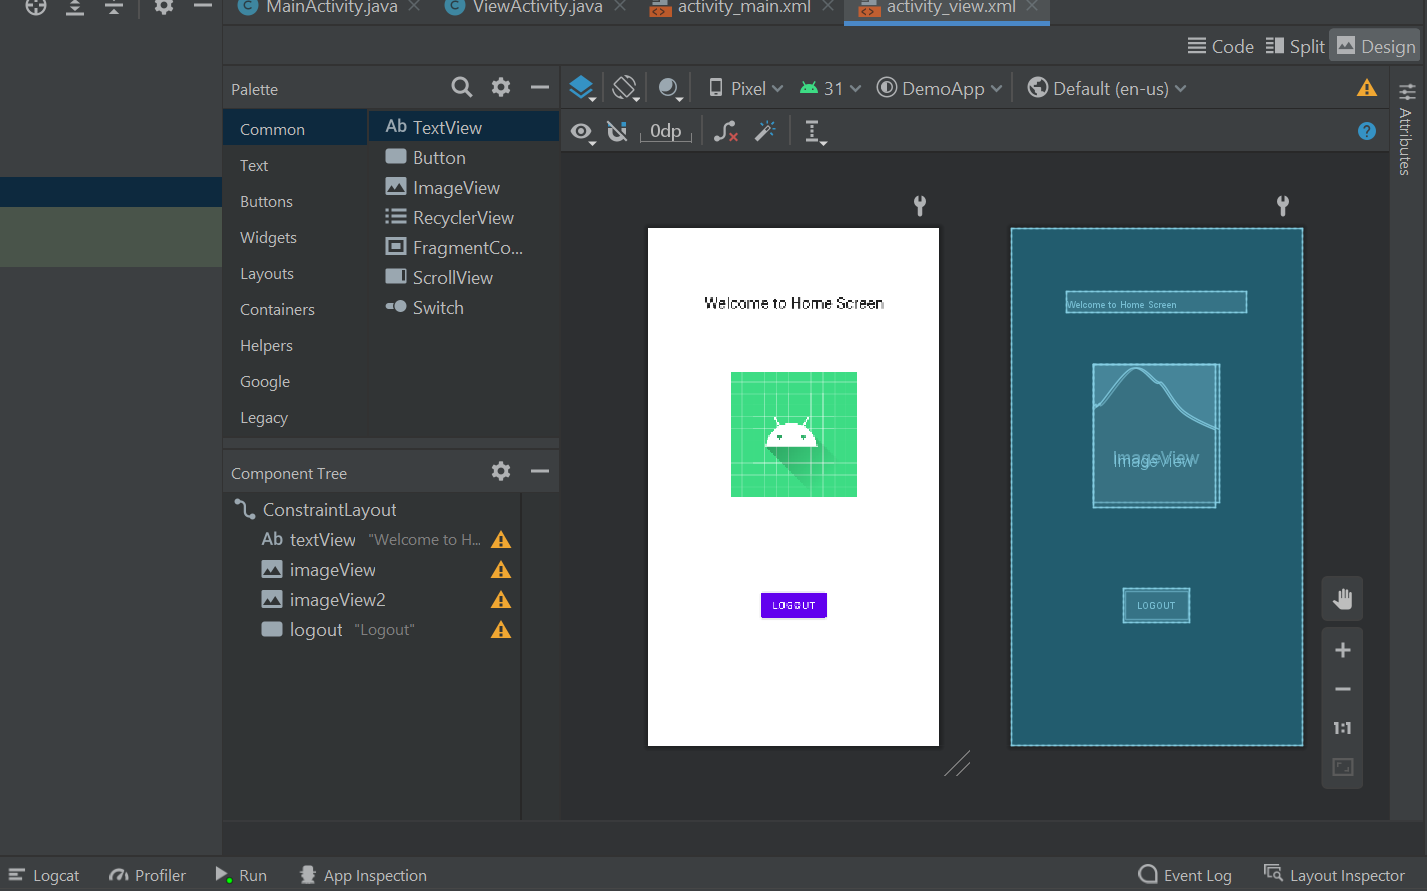 MainActivity.java
ViewActivity.java
activity_main.xml
activity_view.xml
Code
Split
Design
Palette
Pixel
31
DemoApp
Default (en-us)
Common
Text
Buttons
Widgets
Layouts
Containers
Helpers
Google
Legacy
Ab TextView
Button
ImageView
RecyclerView
FragmentCo...
ScrollView
Switch
0dp
Attributes
Component Tree
ConstraintLayout
Ab textView "Welcome to H...
imageView
imageView2
logout "Logout"
Welcome to Home Screen
LOGOUT
Welcome to Home Screen
ImageView
ImageView
LOGOUT
1:1
Logcat
Profiler
Run
App Inspection
Event Log
Layout Inspector